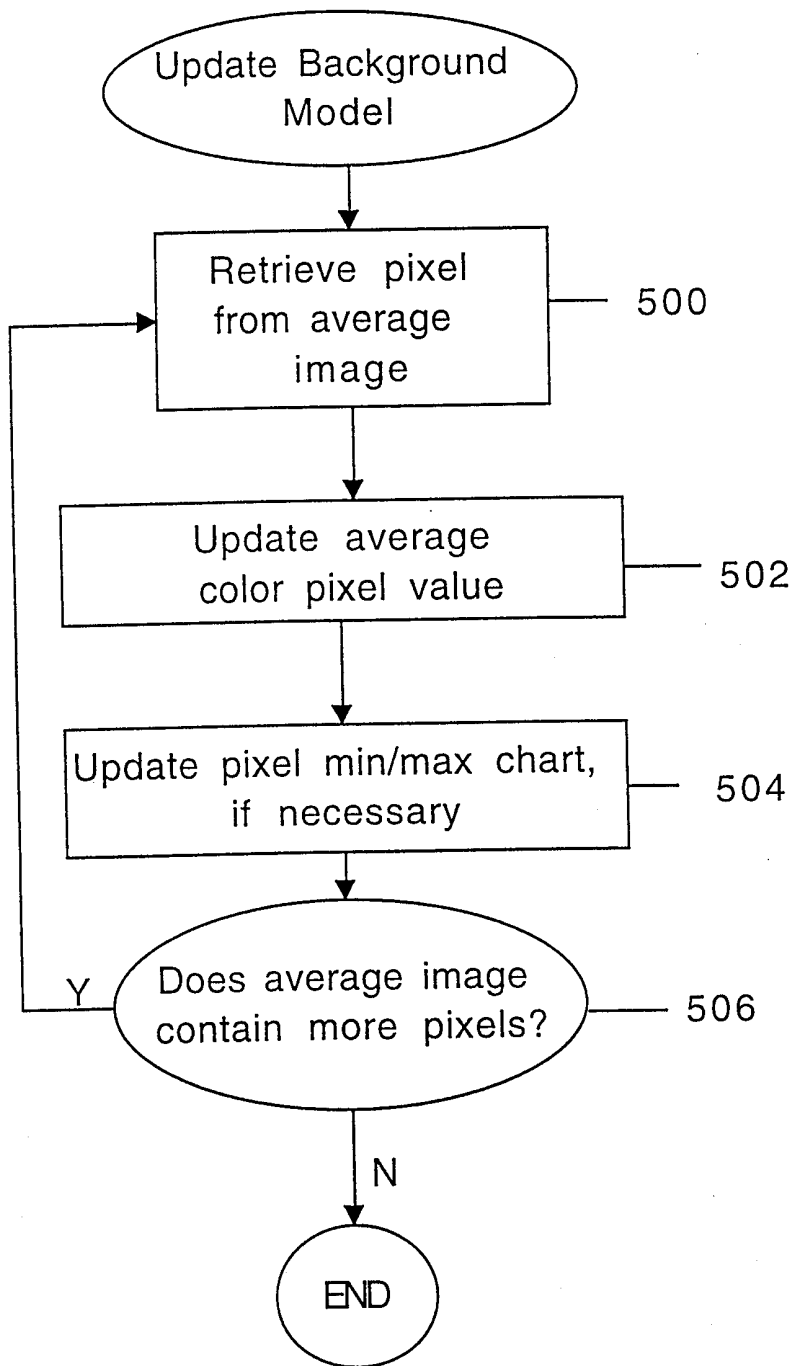 Update Background
Model
Retrieve pixel
from average
image
500
Update average
color pixel value
502
Update pixel min/max chart,
if necessary
504
Does average image
contain more pixels?
506
Y
N
END